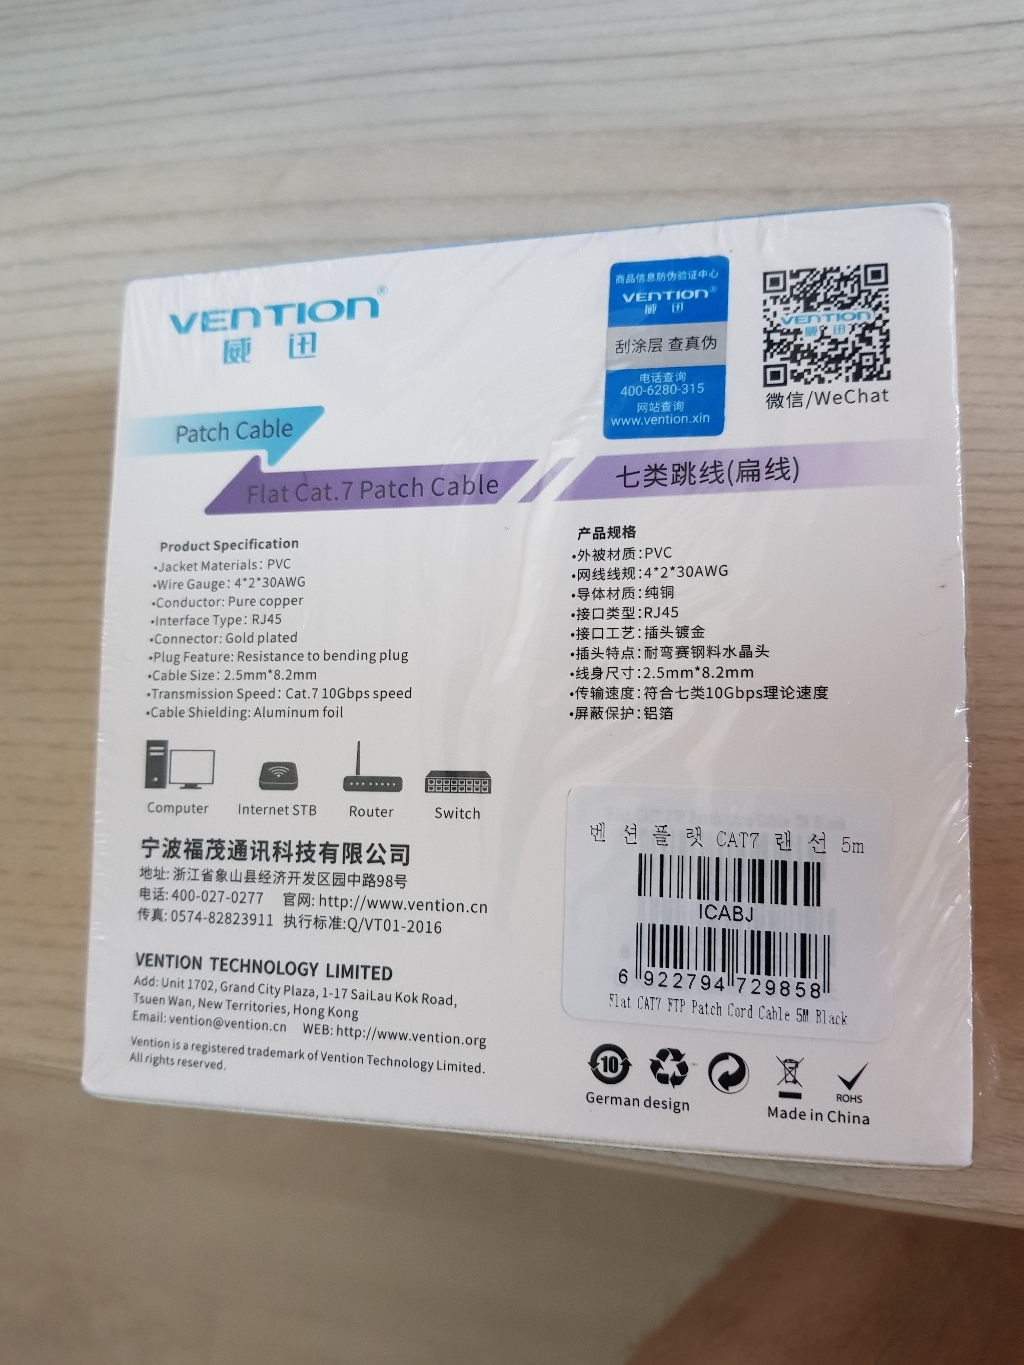 VENTION®
威 迅
商品信息防伪验证中心
VENTION®
威 迅
刮涂层 查真伪
电话查询
400-6280-315
网站查询
www.vention.xin
VENTION
威 迅
微信/WeChat
Patch Cable
Flat Cat.7 Patch Cable
七类跳线(扁线)
Product Specification
•Jacket Materials: PVC
•Wire Gauge: 4*2*30AWG
•Conductor: Pure copper
•Interface Type: RJ45
•Connector: Gold plated
•Plug Feature: Resistance to bending plug
•Cable Size: 2.5mm*8.2mm
•Transmission Speed: Cat.7 10Gbps speed
•Cable Shielding: Aluminum foil
产品规格
•外被材质:PVC
•网线线规:4*2*30AWG
•导体材质:纯铜
•接口类型:RJ45
•接口工艺:插头镀金
•插头特点:耐弯赛钢料水晶头
•线身尺寸:2.5mm*8.2mm
•传输速度:符合七类10Gbps理论速度
•屏蔽保护:铝箔
Computer
Internet STB
Router
Switch
宁波福茂通讯科技有限公司
地址: 浙江省象山县经济开发区园中路98号
电话: 400-027-0277 官网: http://www.vention.cn
传真: 0574-82823911 执行标准:Q/VT01-2016
VENTION TECHNOLOGY LIMITED
Add: Unit 1702, Grand City Plaza, 1-17 SaiLau Kok Road,
Tsuen Wan, New Territories, Hong Kong
Email: vention@vention.cn WEB: http://www.vention.org
Vention is a registered trademark of Vention Technology Limited.
All rights reserved.
벤션플랫 CAT7 랜선 5m
ICABJ
6 922794 729858
Flat CAT7 FTP Patch Cord Cable 5M Black
10
German design
ROHS
Made in China